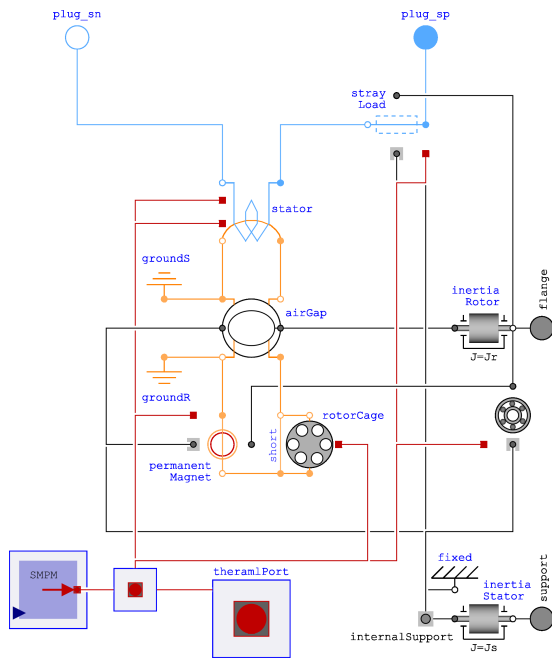 plug_sn
plug_sp
stray
Load
stator
groundS
airGap
inertia
Rotor
flange
J=Jr
groundR
rotorCage
short
permanent
Magnet
SMPM
theramlPort
fixed
inertia
Stator
support
internalSupport
J=Js